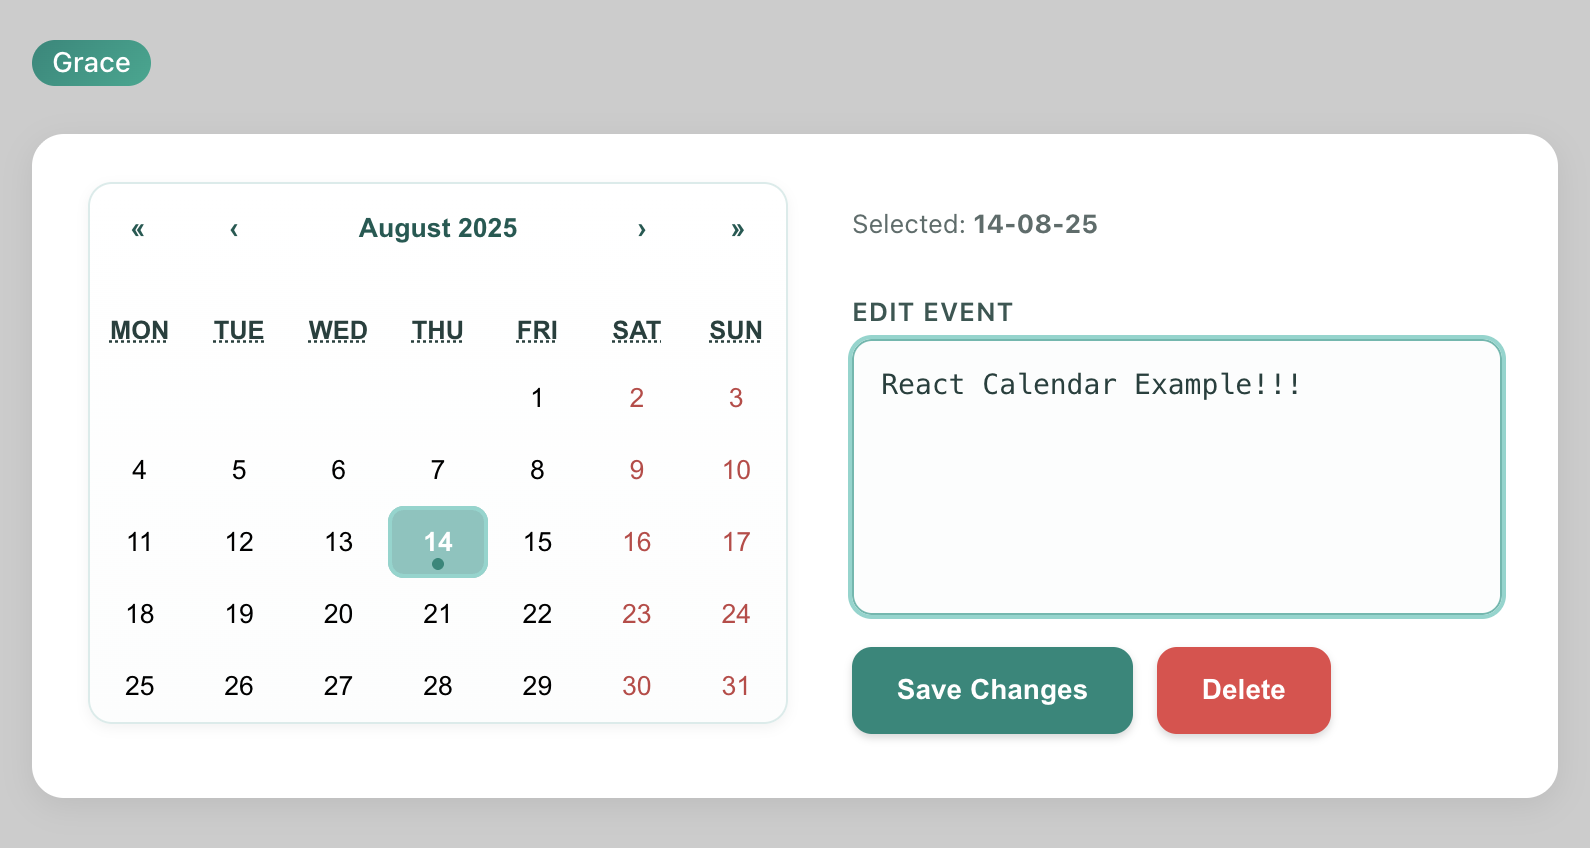 Grace
« ‹ August 2025 › »
MON TUE WED THU FRI SAT SUN
1 2 3
4 5 6 7 8 9 10
11 12 13 14 15 16 17
18 19 20 21 22 23 24
25 26 27 28 29 30 31
Selected: 14-08-25
EDIT EVENT
React Calendar Example!!!
Save Changes
Delete